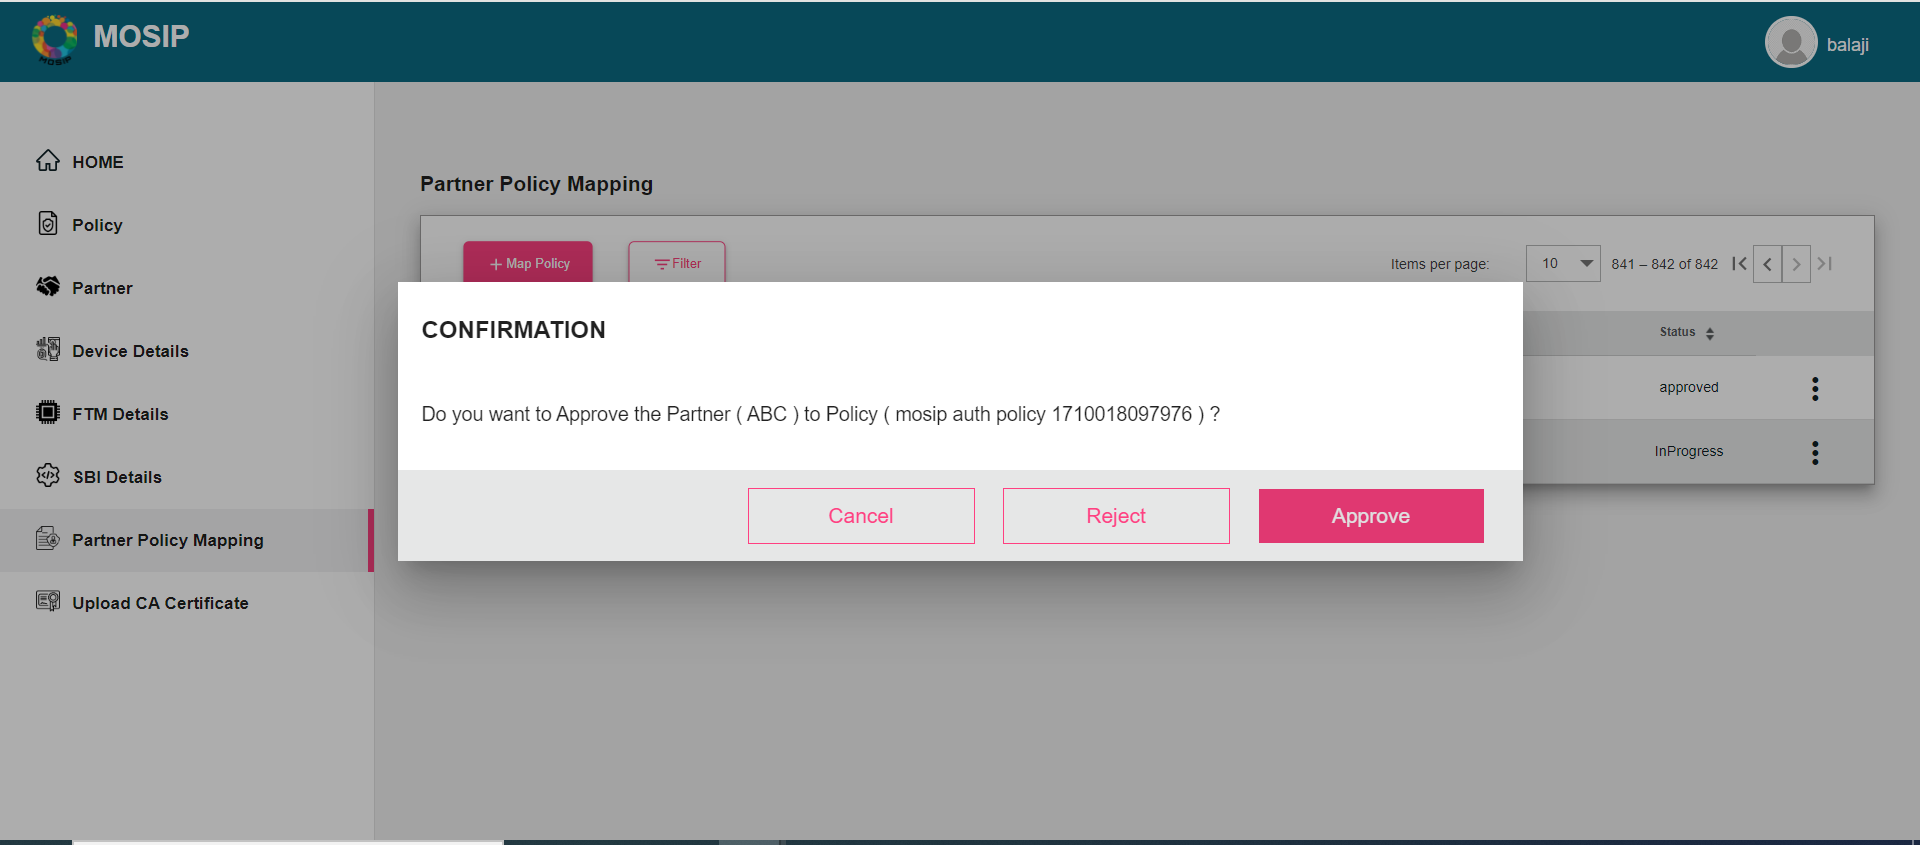 MOSIP
MOSIP
balaji
HOME
Policy
Partner
Device Details
FTM Details
SBI Details
Partner Policy Mapping
Upload CA Certificate
Partner Policy Mapping
+ Map Policy
Filter
Items per page:
10
841 – 842 of 842
Status
approved
InProgress
CONFIRMATION
Do you want to Approve the Partner ( ABC ) to Policy ( mosip auth policy 1710018097976 ) ?
Cancel
Reject
Approve